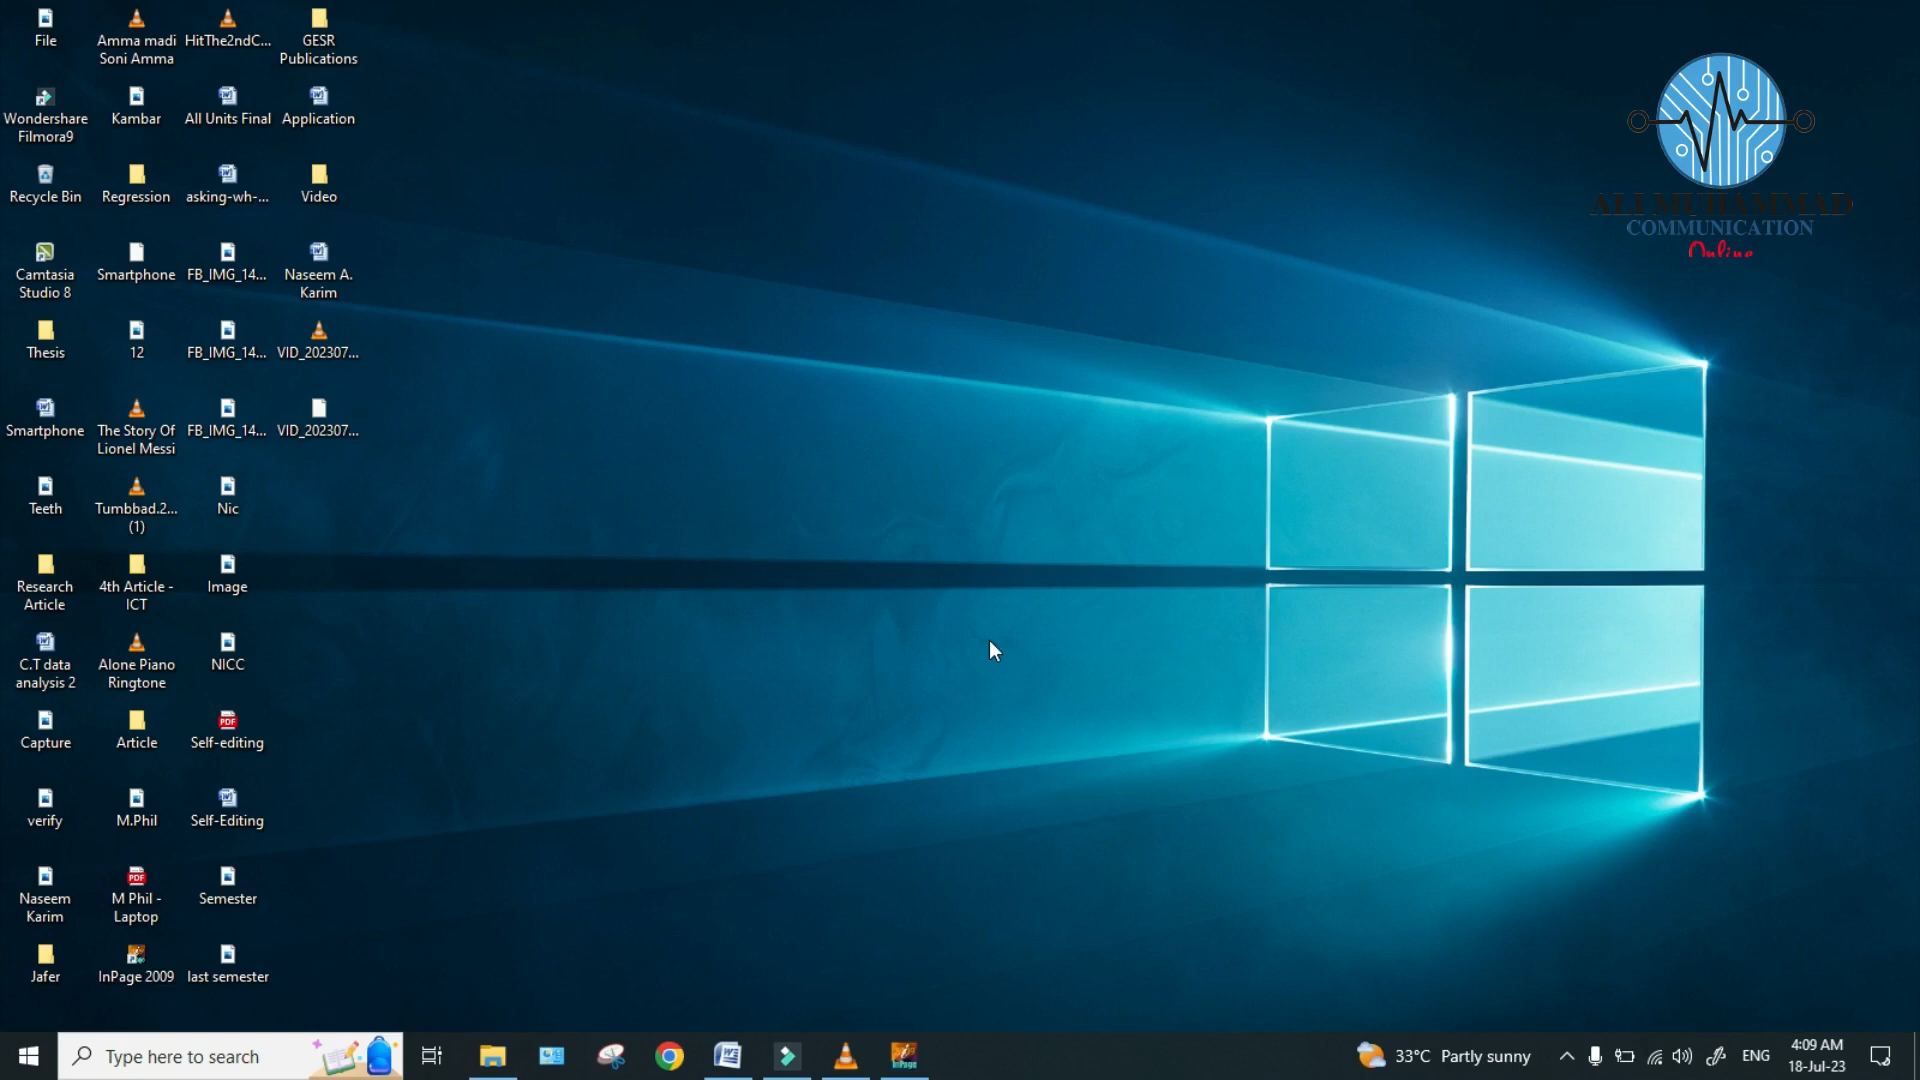 File
Amma madi
Soni Amma
HitThe2ndC...
GESR
Publications
Wondershare
Filmora9
Kambar
All Units Final
Application
Recycle Bin
Regression
asking-wh-...
Video
Camtasia
Studio 8
Smartphone
FB_IMG_14...
Naseem A.
Karim
Thesis
12
FB_IMG_14...
VID_202307...
Smartphone
The Story Of
Lionel Messi
FB_IMG_14...
VID_202307...
Teeth
Tumbbad.2...
(1)
Nic
Research
Article
4th Article -
ICT
Image
C.T data
analysis 2
Alone Piano
Ringtone
NICC
Capture
Article
PDF
Self-editing
verify
M.Phil
Self-Editing
Naseem
Karim
PDF
M Phil -
Laptop
Semester
Jafer
InPage 2009
last semester
ALI MUHAMMAD
COMMUNICATION
Online
Type here to search
InPage
33°C Partly sunny
ENG
4:09 AM
18-Jul-23